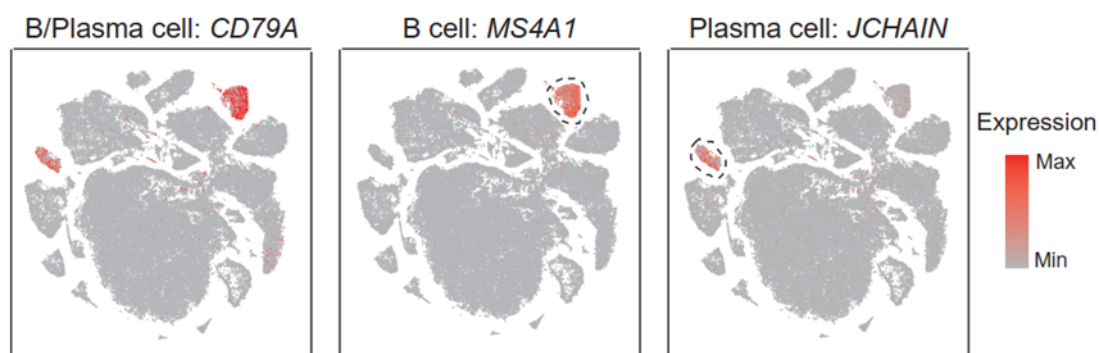 B/Plasma cell: CD79A
B cell: MS4A1
Plasma cell: JCHAIN
Expression
Max
Min